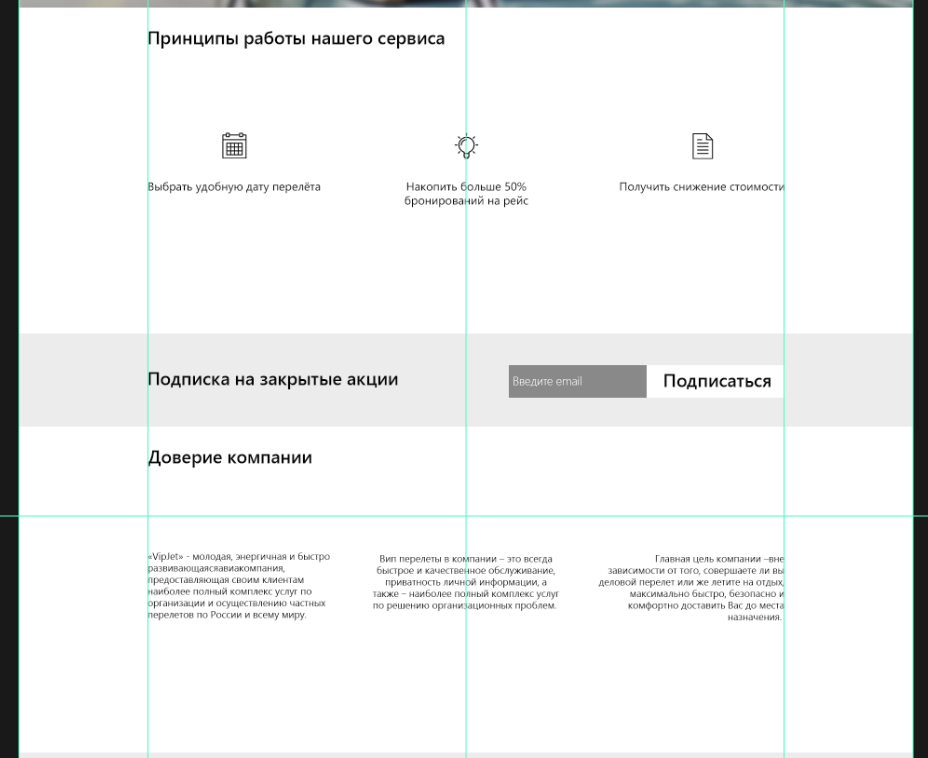 Принципы работы нашего сервиса
Выбрать удобную дату перелёта
Накопить больше 50%
бронирований на рейс
Получить снижение стоимости
Подписка на закрытые акции
Введите email
Подписаться
Доверие компании
«VipJet» - молодая, энергичная и быстро
развивающаясяавиакомпания,
предоставляющая своим клиентам
наиболее полный комплекс услуг по
организации и осуществлению частных
перелетов по России и всему миру.
Вип перелеты в компании – это всегда
быстрое и качественное обслуживание,
приватность личной информации, а
также – наиболее полный комплекс услуг
по решению организационных проблем.
Главная цель компании –вне
зависимости от того, совершаете ли вы
деловой перелет или же летите на отдых,
максимально быстро, безопасно и
комфортно доставить Вас до места
назначения.